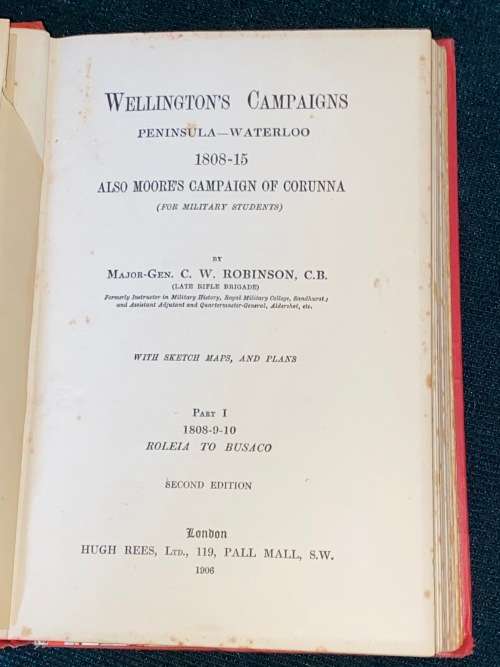 WELLINGTON'S CAMPAIGNS
PENINSULA—WATERLOO
1808-15
ALSO MOORE'S CAMPAIGN OF CORUNNA
(FOR MILITARY STUDENTS)
BY
MAJOR-GEN. C. W. ROBINSON, C.B.
(LATE RIFLE BRIGADE)
Formerly Instructor in Military History, Royal Military College, Sandhurst;
and Assistant Adjutant and Quartermaster-General, Aldershot, etc.
WITH SKETCH MAPS, AND PLANS
PART I
1808-9-10
ROLEIA TO BUSACO
SECOND EDITION
London
HUGH REES, LTD., 119, PALL MALL, S.W.
1906